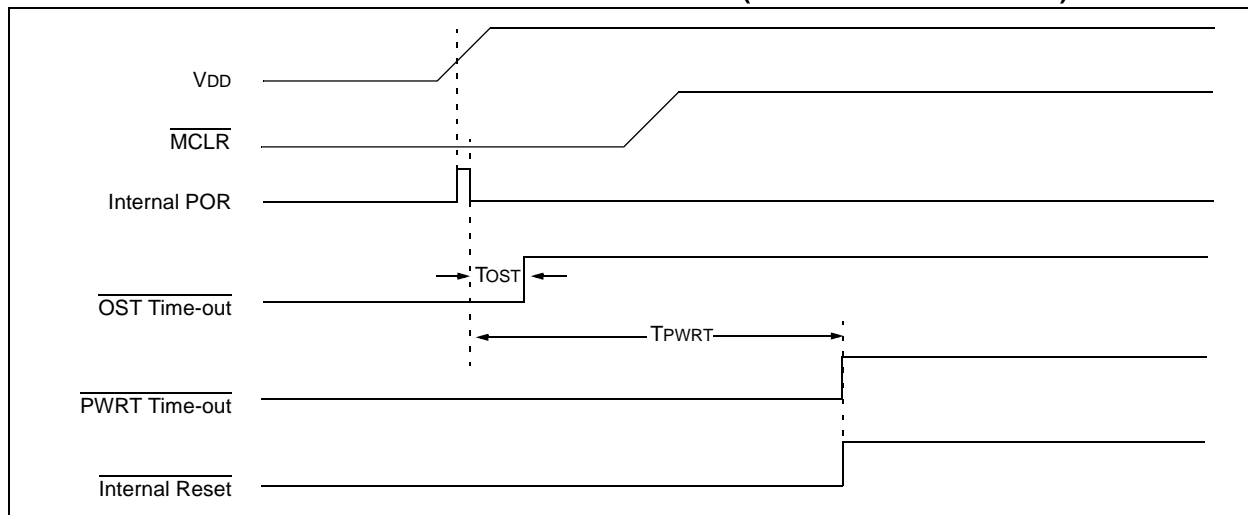 VDD
MCLR
Internal POR
TOST
OST Time-out
TPWRT
PWRT Time-out
Internal Reset